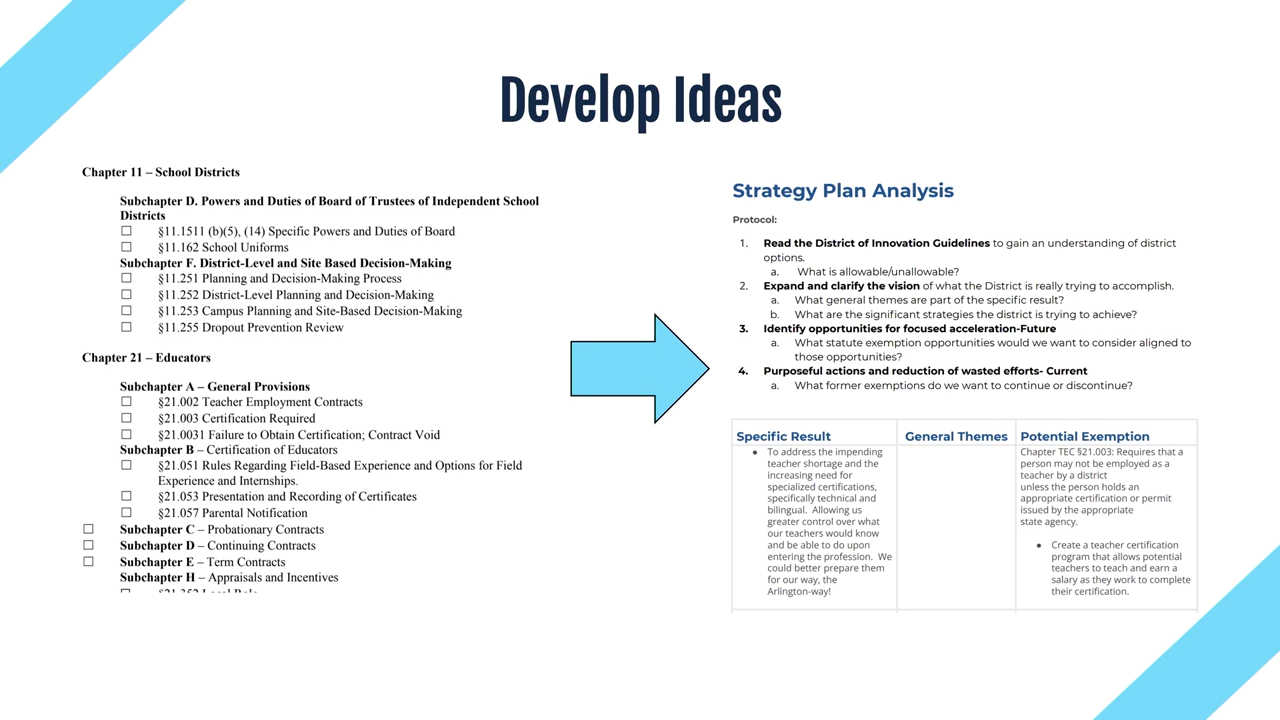 Develop Ideas
Chapter 11 – School Districts
Subchapter D. Powers and Duties of Board of Trustees of Independent School
Districts
☐ §11.1511 (b)(5), (14) Specific Powers and Duties of Board
☐ §11.162 School Uniforms
Subchapter F. District-Level and Site Based Decision-Making
☐ §11.251 Planning and Decision-Making Process
☐ §11.252 District-Level Planning and Decision-Making
☐ §11.253 Campus Planning and Site-Based Decision-Making
☐ §11.255 Dropout Prevention Review
Chapter 21 – Educators
Subchapter A – General Provisions
☐ §21.002 Teacher Employment Contracts
☐ §21.003 Certification Required
☐ §21.0031 Failure to Obtain Certification; Contract Void
Subchapter B – Certification of Educators
☐ §21.051 Rules Regarding Field-Based Experience and Options for Field
Experience and Internships.
☐ §21.053 Presentation and Recording of Certificates
☐ §21.057 Parental Notification
☐ Subchapter C – Probationary Contracts
☐ Subchapter D – Continuing Contracts
☐ Subchapter E – Term Contracts
Subchapter H – Appraisals and Incentives
Strategy Plan Analysis
Protocol:
1. Read the District of Innovation Guidelines to gain an understanding of district
options.
a. What is allowable/unallowable?
2. Expand and clarify the vision of what the District is really trying to accomplish.
a. What general themes are part of the specific result?
b. What are the significant strategies the district is trying to achieve?
3. Identify opportunities for focused acceleration-Future
a. What statute exemption opportunities would we want to consider aligned to
those opportunities?
4. Purposeful actions and reduction of wasted efforts- Current
a. What former exemptions do we want to continue or discontinue?
Specific Result
● To address the impending
teacher shortage and the
increasing need for
specialized certifications,
specifically technical and
bilingual. Allowing us
greater control over what
our teachers would know
and be able to do upon
entering the profession. We
could better prepare them
for our way, the
Arlington-way!
General Themes
Potential Exemption
Chapter TEC §21.003: Requires that a
person may not be employed as a
teacher by a district
unless the person holds an
appropriate certification or permit
issued by the appropriate
state agency.
● Create a teacher certification
program that allows potential
teachers to teach and earn a
salary as they work to complete
their certification.